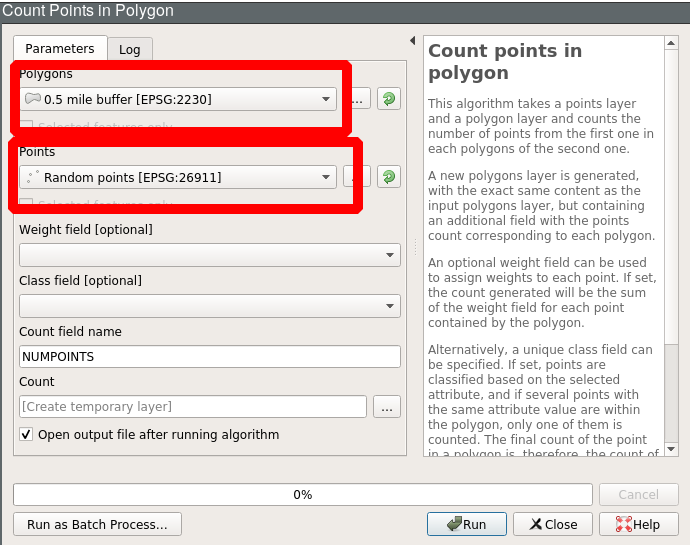 Count Points in Polygon
Parameters
Log
Polygons
0.5 mile buffer [EPSG:2230]
...
Selected features only
Points
Random points [EPSG:26911]
Selected features only
Weight field [optional]
Class field [optional]
Count field name
NUMPOINTS
Count
[Create temporary layer]
...
Open output file after running algorithm
Count points in
polygon
This algorithm takes a points layer
and a polygon layer and counts the
number of points from the first one in
each polygons of the second one.
A new polygons layer is generated,
with the exact same content as the
input polygons layer, but containing
an additional field with the points
count corresponding to each polygon.
An optional weight field can be used
to assign weights to each point. If set,
the count generated will be the sum
of the weight field for each point
contained by the polygon.
Alternatively, a unique class field can
be specified. If set, points are
classified based on the selected
attribute, and if several points with
the same attribute value are within
the polygon, only one of them is
counted. The final count of the point
in a polygon is, therefore, the count of
0%
Cancel
Run as Batch Process...
Run
Close
Help